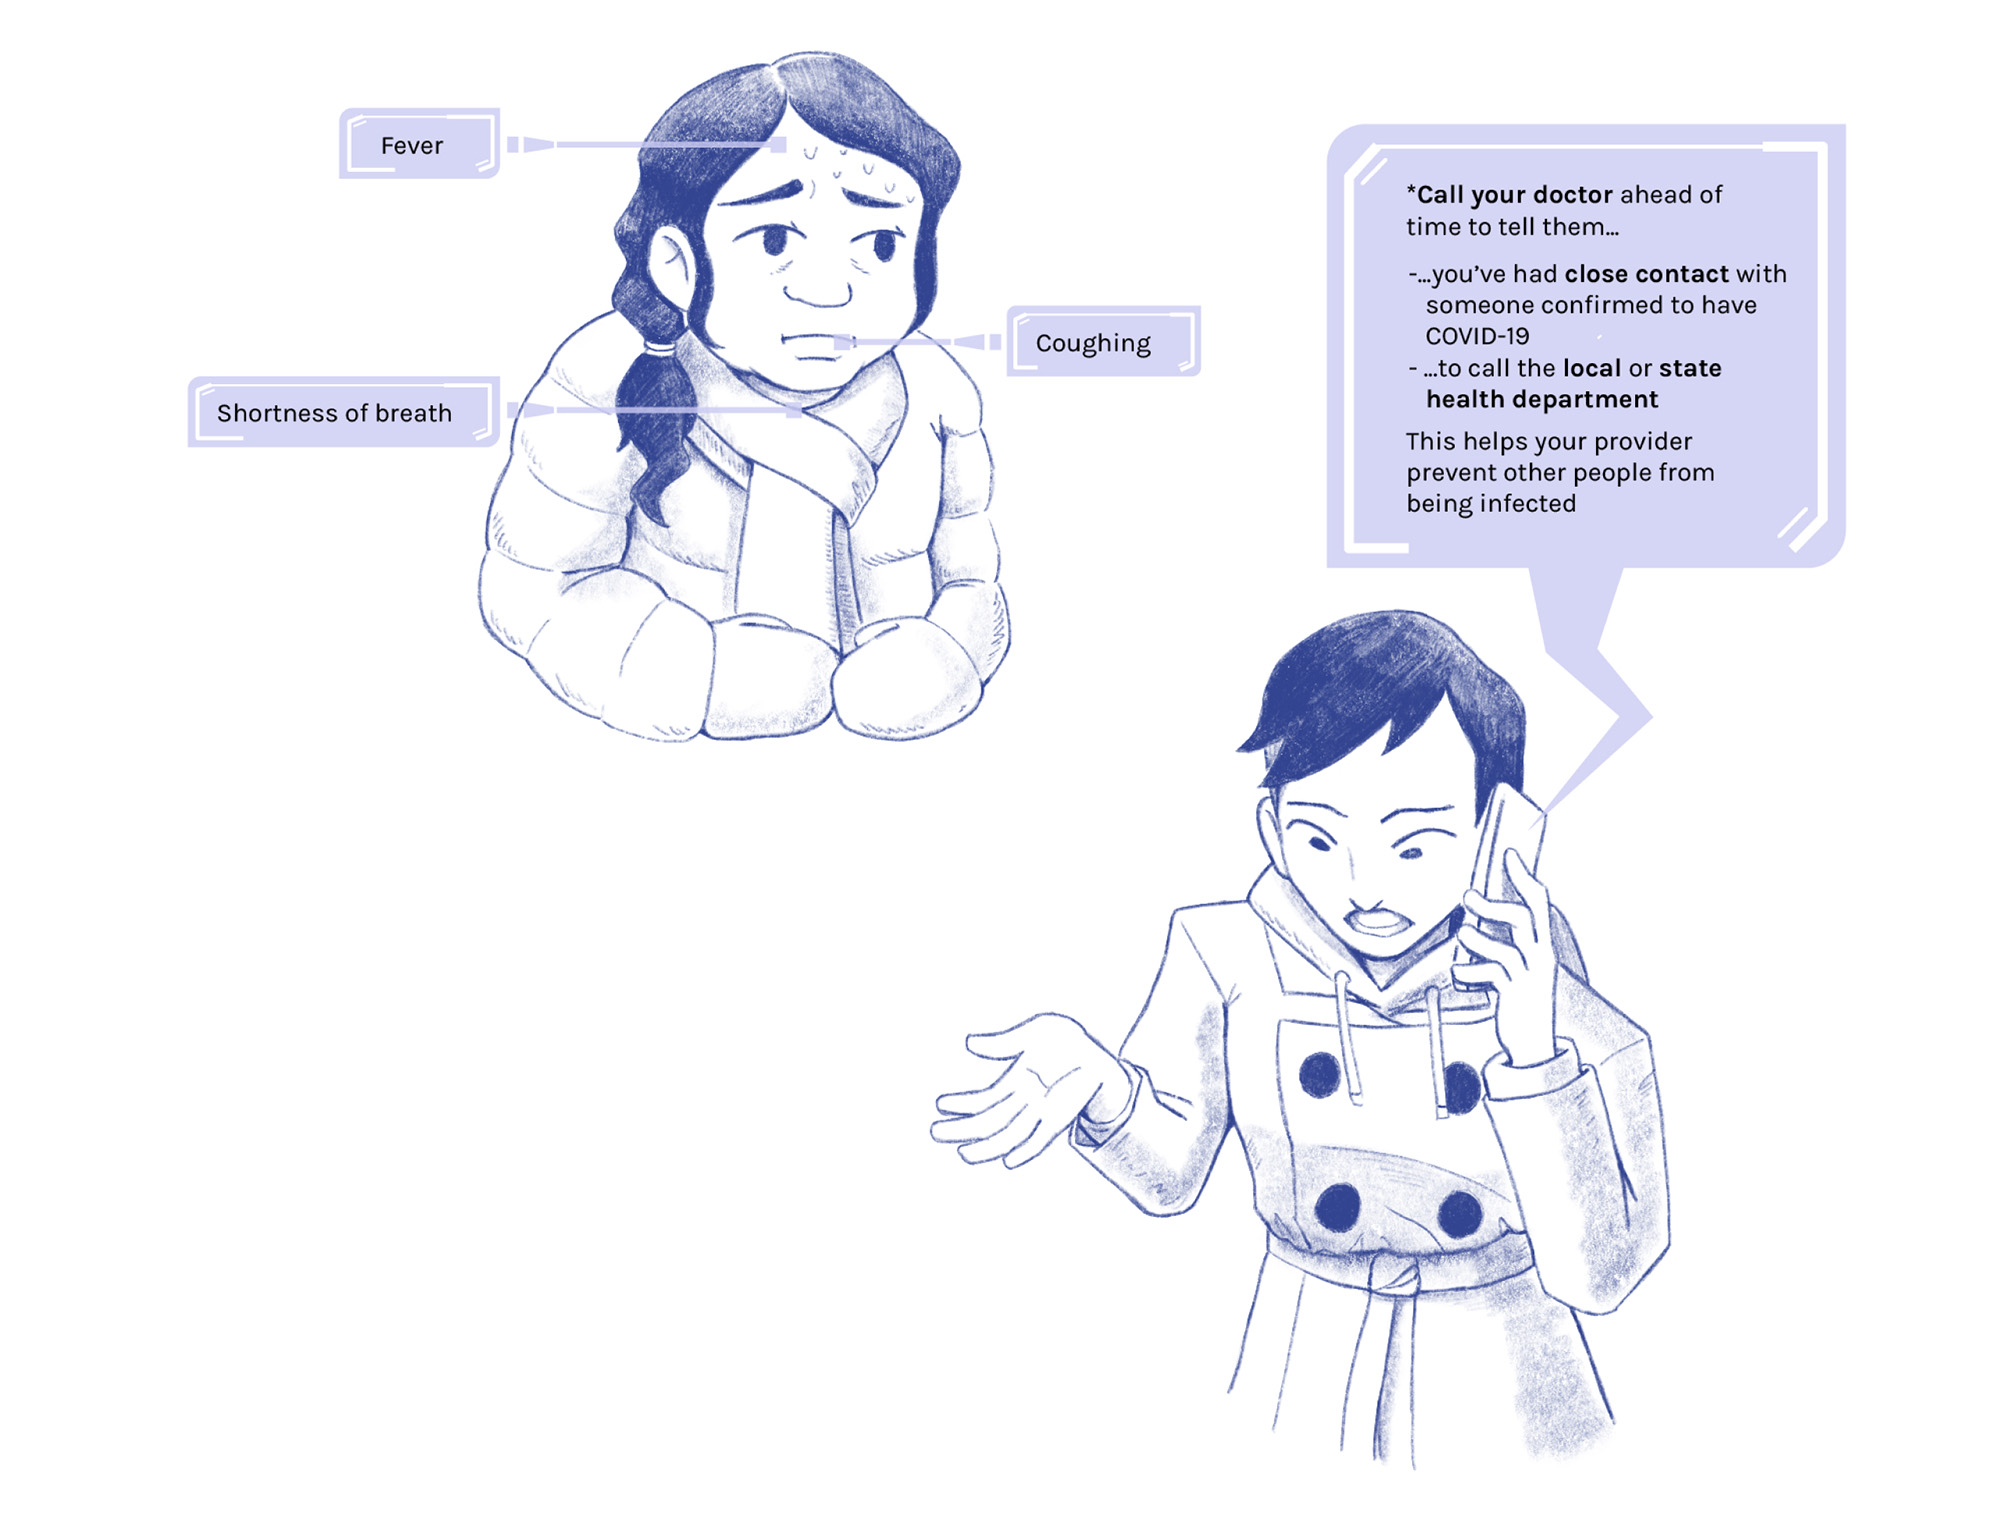 Fever
Coughing
Shortness of breath
*Call your doctor ahead of
time to tell them...
-...you've had close contact with
someone confirmed to have
COVID-19
- ...to call the local or state
health department
This helps your provider
prevent other people from
being infected